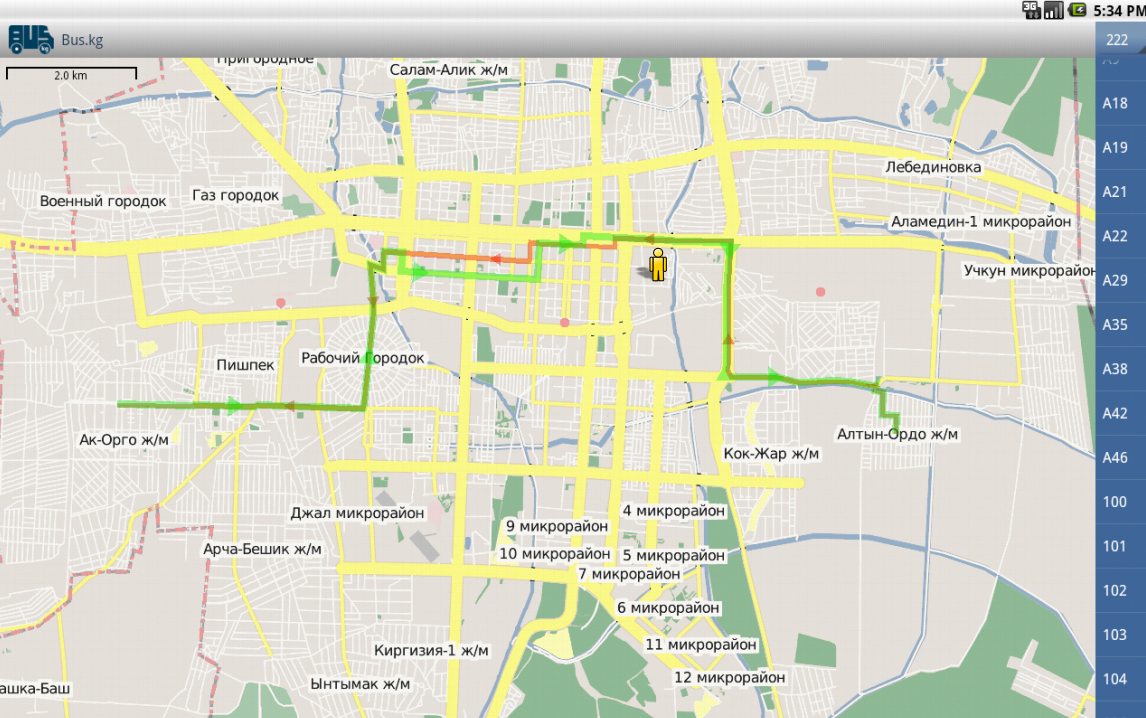 3G
5:34 PM
BUS
kg
Bus.kg
222
2.0 km
Пригородное
Салам-Алик ж/м
A18
A19
Лебединовка
Газ городок
Военный городок
A21
Аламедин-1 микрорайон
A22
Учкун микрорайон
A29
A35
Рабочий Городок
Пишпек
A38
A42
Ак-Орго ж/м
Алтын-Ордо ж/м
Кок-Жар ж/м
A46
100
Джал микрорайон
4 микрорайон
9 микрорайон
101
Арча-Бешик ж/м
10 микрорайон
5 микрорайон
7 микрорайон
102
6 микрорайон
103
11 микрорайон
Киргизия-1 ж/м
12 микрорайон
104
Ынтымак ж/м
ашка-Баш